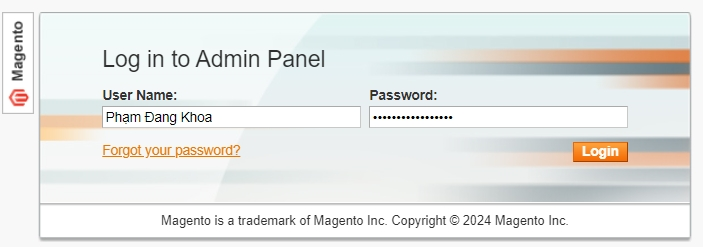 Magento
Log in to Admin Panel
User Name:
Password:
Phạm Đang Khoa
•••••••••••••••••
Forgot your password?
Login
Magento is a trademark of Magento Inc. Copyright © 2024 Magento Inc.